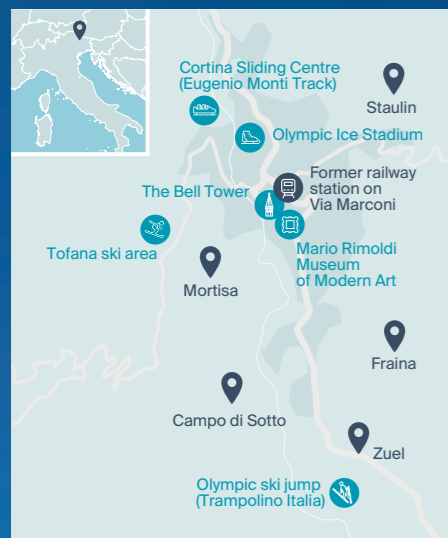 Cortina Sliding Centre
(Eugenio Monti Track)
Staulin
Olympic Ice Stadium
Former railway
station on
Via Marconi
The Bell Tower
Tofana ski area
Mario Rimoldi
Museum
of Modern Art
Mortisa
Fraina
Campo di Sotto
Zuel
Olympic ski jump
(Trampolino Italia)